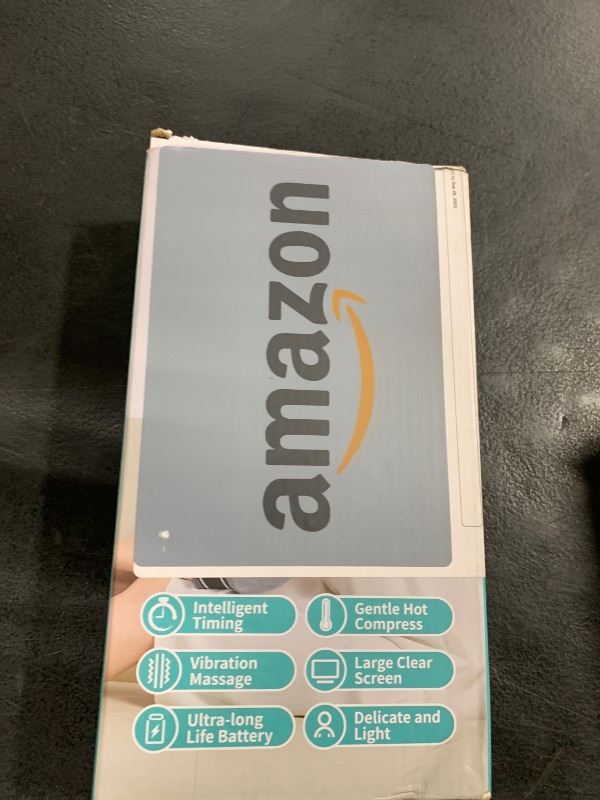 amazon
Intelligent
Timing
Gentle Hot
Compress
Vibration
Massage
Large Clear
Screen
Ultra-long
Life Battery
Delicate and
Light